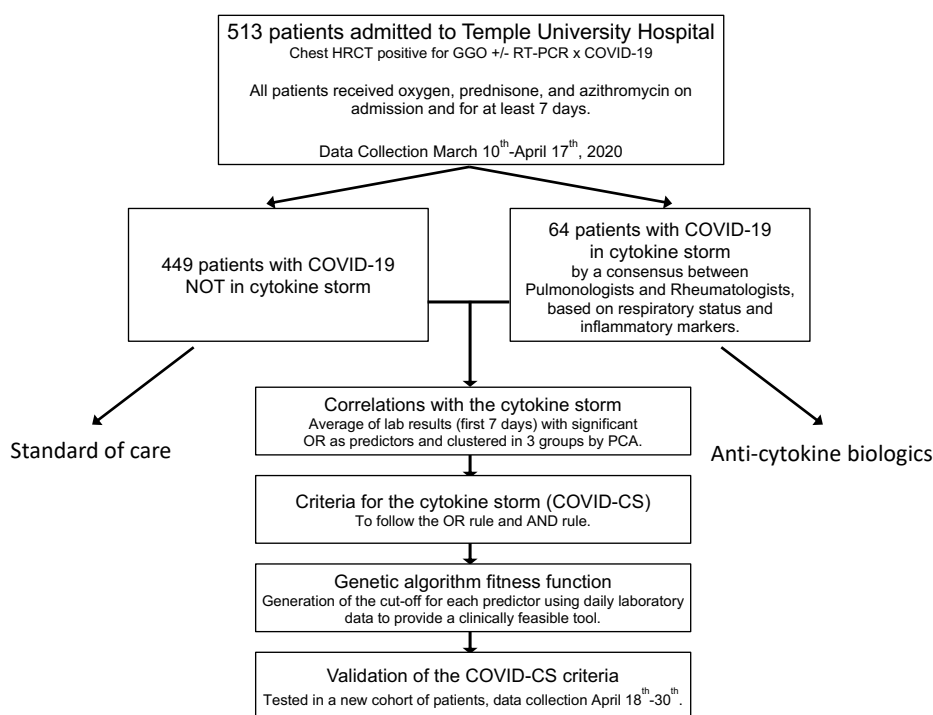 513 patients admitted to Temple University Hospital
Chest HRCT positive for GGO +/- RT-PCR x COVID-19
All patients received oxygen, prednisone, and azithromycin on
admission and for at least 7 days.
Data Collection March 10th-April 17th, 2020
449 patients with COVID-19
NOT in cytokine storm
64 patients with COVID-19
in cytokine storm
by a consensus between
Pulmonologists and Rheumatologists,
based on respiratory status and
inflammatory markers.
Standard of care
Correlations with the cytokine storm
Average of lab results (first 7 days) with significant
OR as predictors and clustered in 3 groups by PCA.
Anti-cytokine biologics
Criteria for the cytokine storm (COVID-CS)
To follow the OR rule and AND rule.
Genetic algorithm fitness function
Generation of the cut-off for each predictor using daily laboratory
data to provide a clinically feasible tool.
Validation of the COVID-CS criteria
Tested in a new cohort of patients, data collection April 18th-30th.